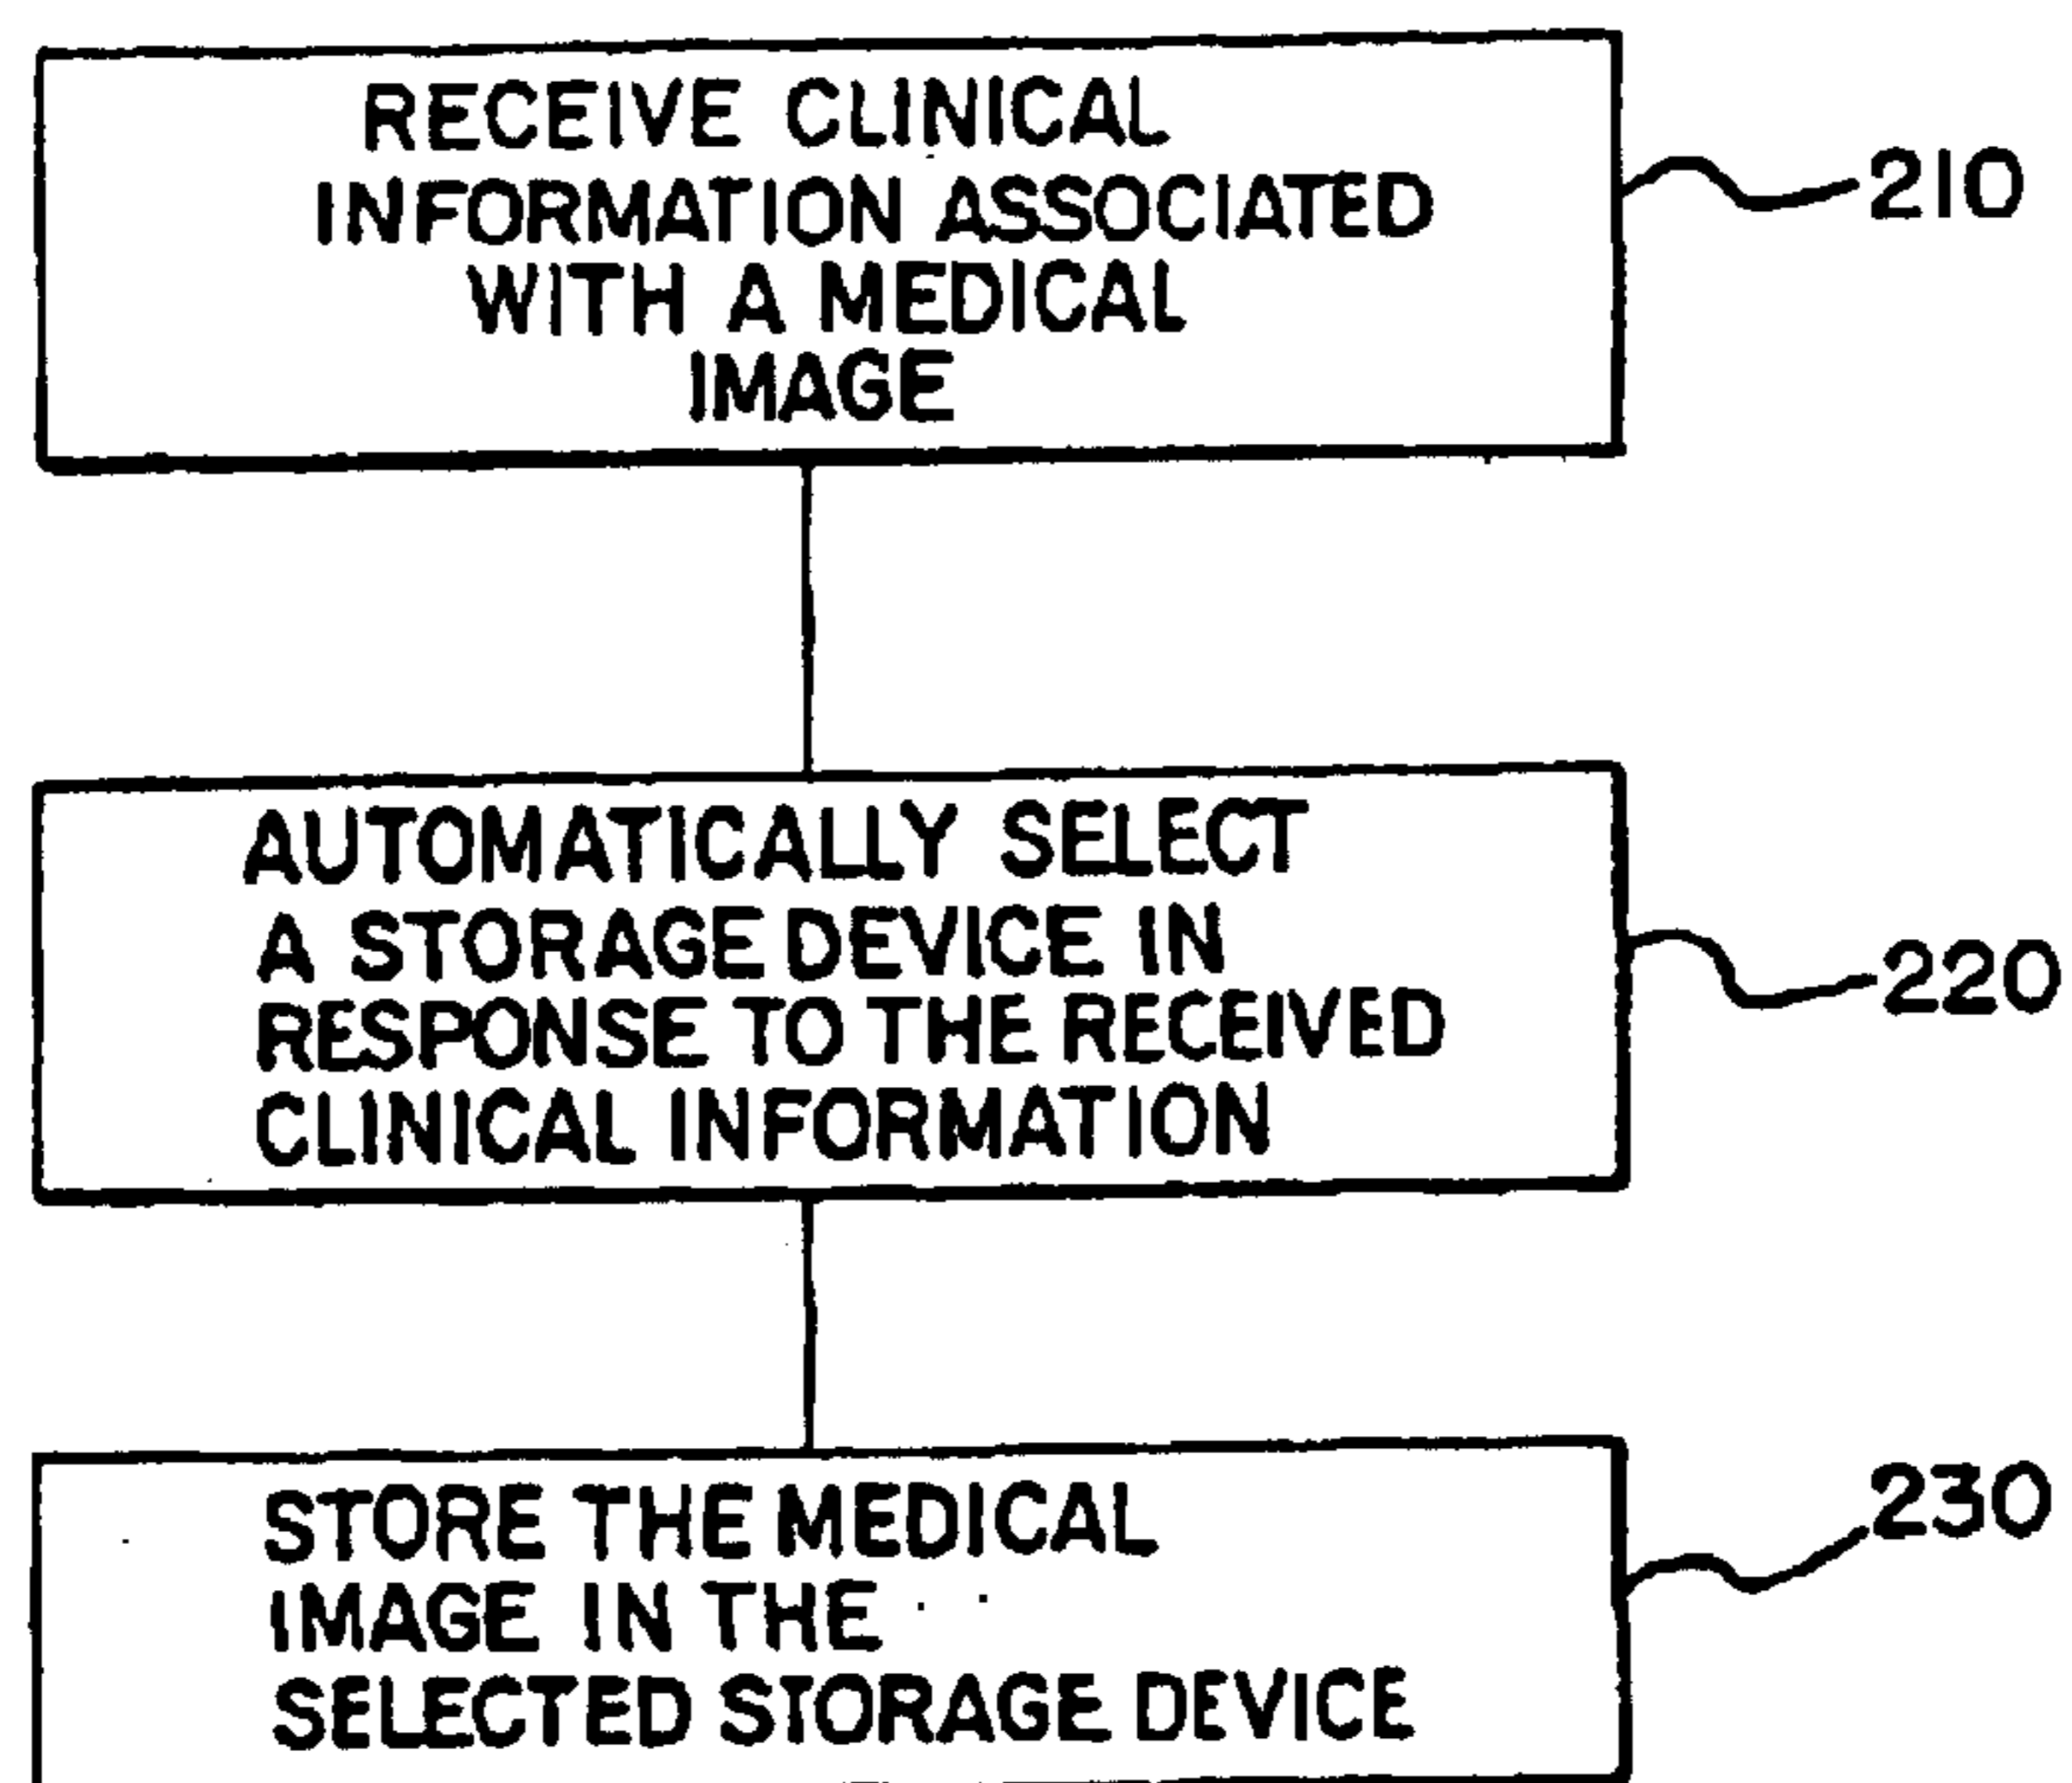 RECEIVE CLINICAL
INFORMATION ASSOCIATED
WITH A MEDICAL
IMAGE
210
AUTOMATICALLY SELECT
A STORAGE DEVICE IN
RESPONSE TO THE RECEIVED
CLINICAL INFORMATION
220
STORE THE MEDICAL
IMAGE IN THE
SELECTED STORAGE DEVICE
230